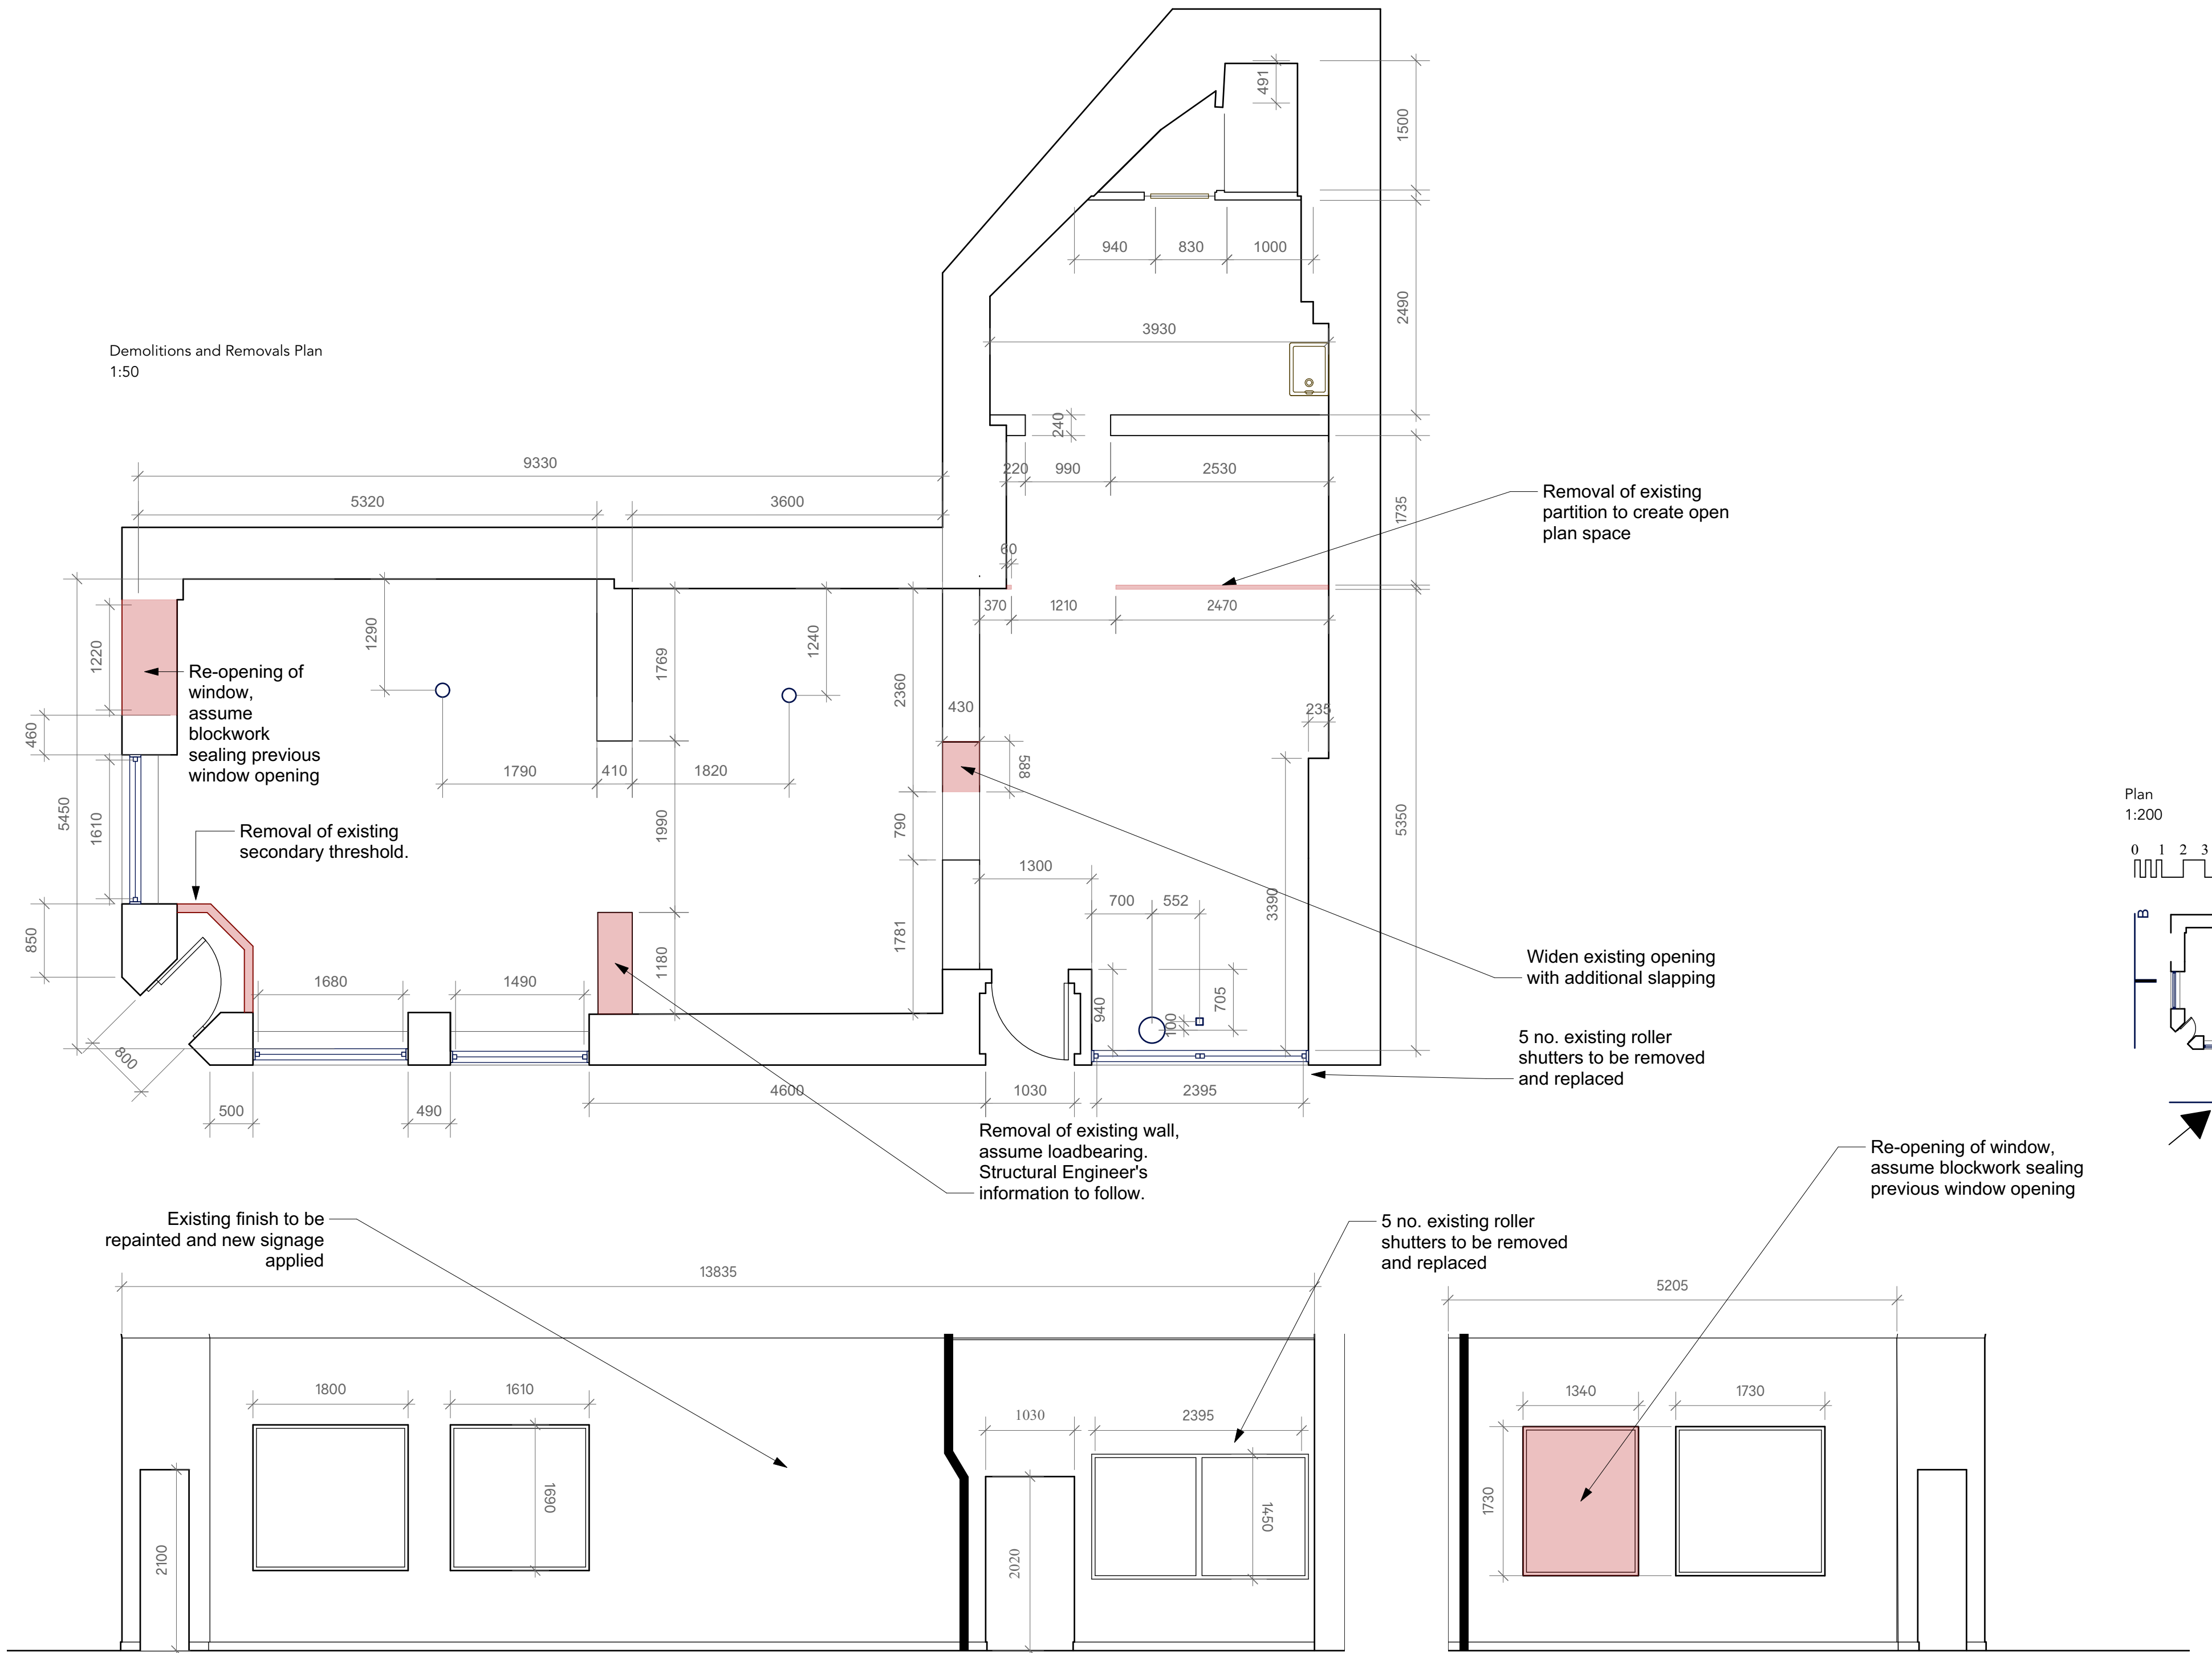 491
1500
940
830
1000
2490
3930
Demolitions and Removals Plan
1:50
240
9330
220
990
2530
5320
3600
Removal of existing
partition to create open
plan space
1735
60
370
1210
2470
1290
1240
1220
1769
2360
Re-opening of
window,
assume
blockwork
sealing previous
window opening
430
235
460
588
1790
410
1820
Plan
1:200
5450
1610
1990
790
5350
Removal of existing
secondary threshold.
0 1 2 3
1300
3390
700
552
B
850
1781
1180
Widen existing opening
with additional slapping
1680
1490
940
705
100
800
5 no. existing roller
shutters to be removed
and replaced
4600
1030
2395
500
490
Removal of existing wall,
assume loadbearing.
Structural Engineer's
information to follow.
Re-opening of window,
assume blockwork sealing
previous window opening
Existing finish to be
repainted and new signage
applied
5 no. existing roller
shutters to be removed
and replaced
13835
5205
1800
1610
1030
2395
1340
1730
1690
1450
1730
2100
2020